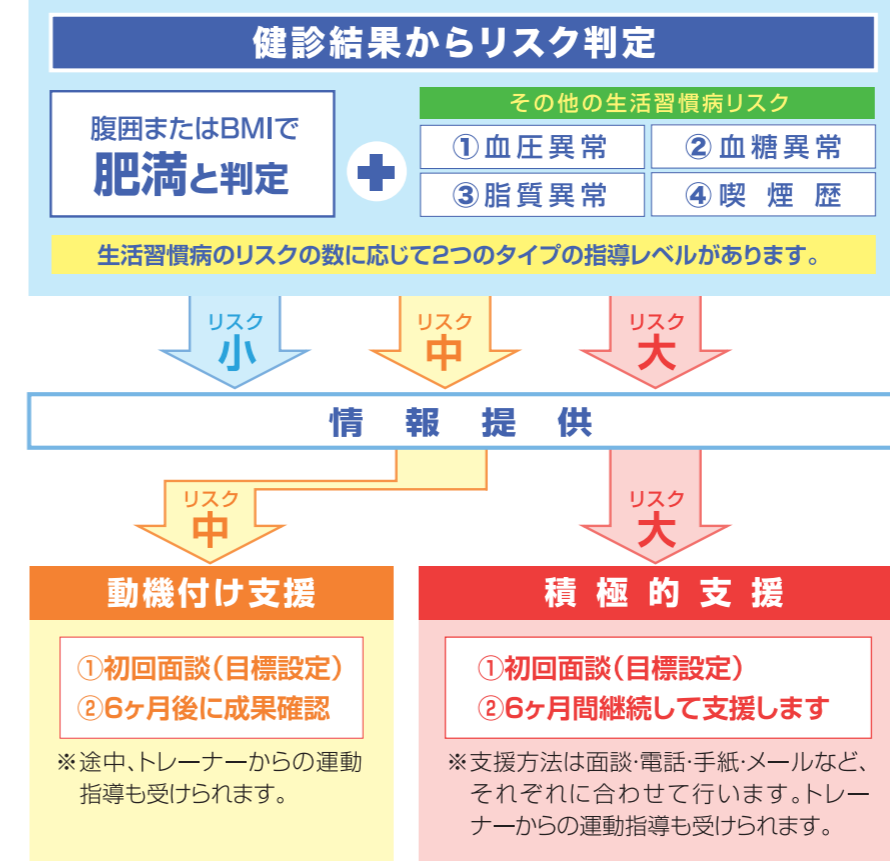 健診結果からリスク判定
腹囲またはBMIで
肥満と判定
その他の生活習慣病リスク
①血圧異常
②血糖異常
③脂質異常
④喫煙歴
生活習慣病のリスクの数に応じて2つのタイプの指導レベルがあります。
リスク
小
リスク
中
リスク
大
情報提供
リスク
中
リスク
大
動機付け支援
①初回面談(目標設定)
②6ヶ月後に成果確認
※途中、トレーナーからの運動
指導も受けられます。
積極的支援
①初回面談(目標設定)
②6ヶ月間継続して支援します
※支援方法は面談・電話・手紙・メールなど、
それぞれに合わせて行います。トレー
ナーからの運動指導も受けられます。